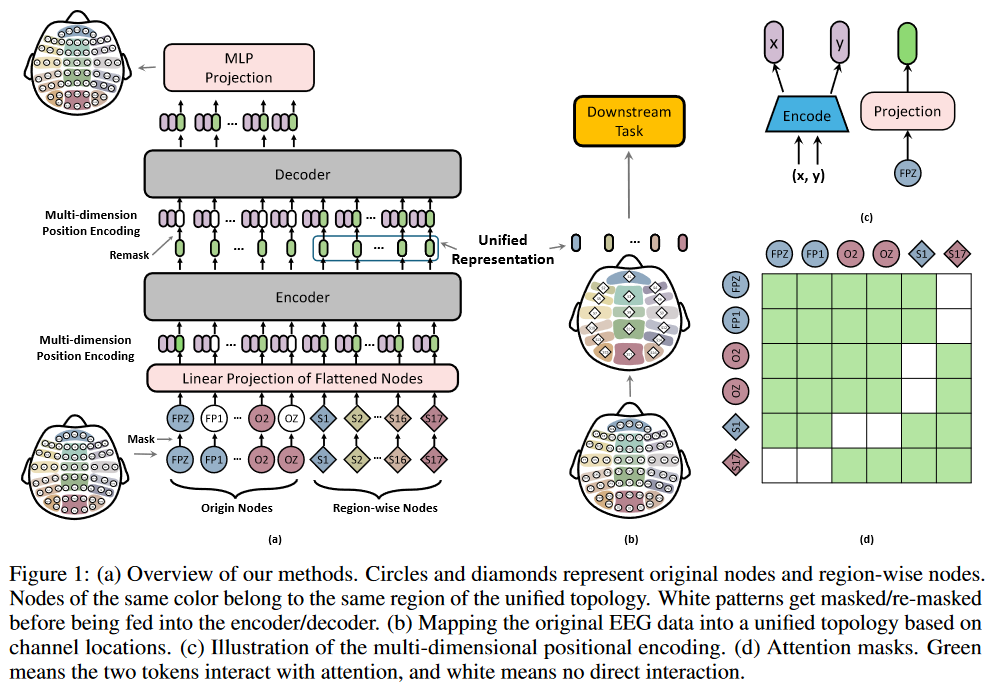 MLP
Projection
...
Decoder
Multi-dimension
Position Encoding
...
...
Remask
...
...
Unified
Representation
Encoder
Multi-dimension
Position Encoding
...
...
Linear Projection of Flattened Nodes
FPZ FP1 ... O2 OZ S1 S2 ... S16 S17
Mask
FPZ FP1 ... O2 OZ S1 S2 ... S16 S17
Origin Nodes
Region-wise Nodes
(a)
Downstream
Task
...
(b)
x
y
Encode
(x, y)
Projection
FPZ
(c)
FPZ FP1 O2 OZ S1 S17
FPZ
FP1
O2
OZ
S1
S17
(d)
Figure 1: (a) Overview of our methods. Circles and diamonds represent original nodes and region-wise nodes.
Nodes of the same color belong to the same region of the unified topology. White patterns get masked/re-masked
before being fed into the encoder/decoder. (b) Mapping the original EEG data into a unified topology based on
channel locations. (c) Illustration of the multi-dimensional positional encoding. (d) Attention masks. Green
means the two tokens interact with attention, and white means no direct interaction.